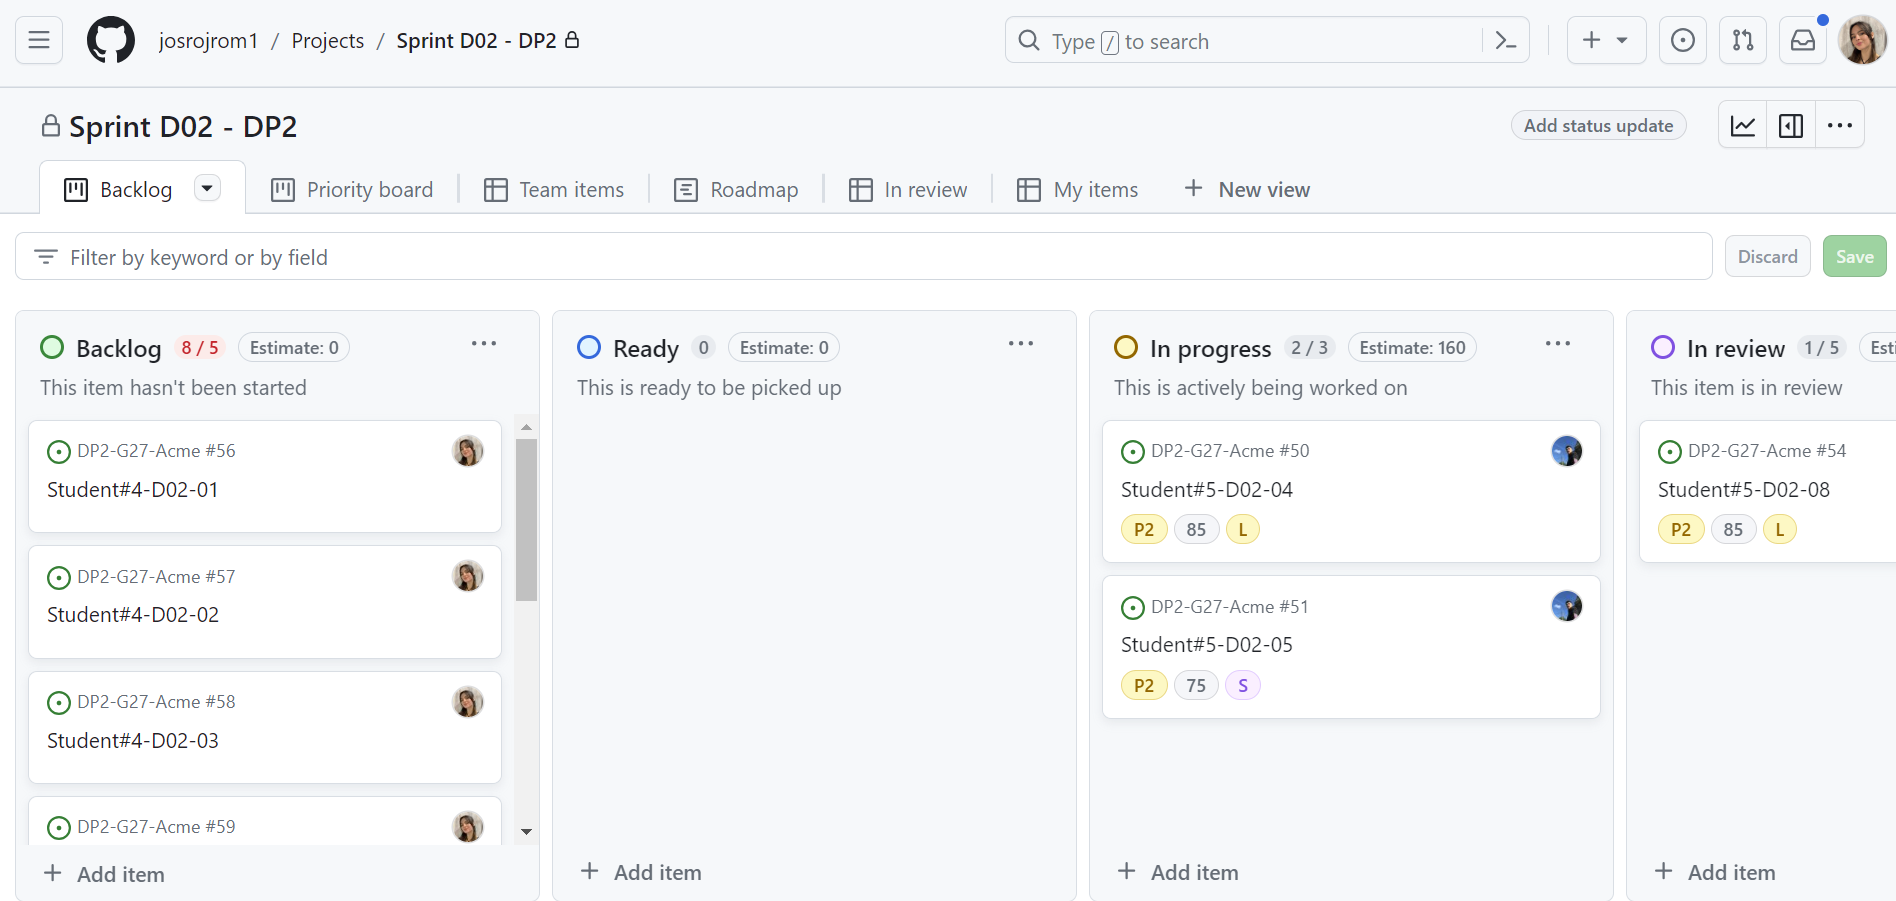 josrojrom1 / Projects / Sprint D02 - DP2
Type / to search
Sprint D02 - DP2
Add status update
Backlog
Priority board
Team items
Roadmap
In review
My items
+ New view
Filter by keyword or by field
Discard
Save
Backlog 8 / 5 Estimate: 0
This item hasn't been started
DP2-G27-Acme #56
Student#4-D02-01
DP2-G27-Acme #57
Student#4-D02-02
DP2-G27-Acme #58
Student#4-D02-03
DP2-G27-Acme #59
+ Add item
Ready 0 Estimate: 0
This is ready to be picked up
+ Add item
In progress 2 / 3 Estimate: 160
This is actively being worked on
DP2-G27-Acme #50
Student#5-D02-04
P2 85 L
DP2-G27-Acme #51
Student#5-D02-05
P2 75 S
+ Add item
In review 1 / 5 Esti
This item is in review
DP2-G27-Acme #54
Student#5-D02-08
P2 85 L
+ Add item